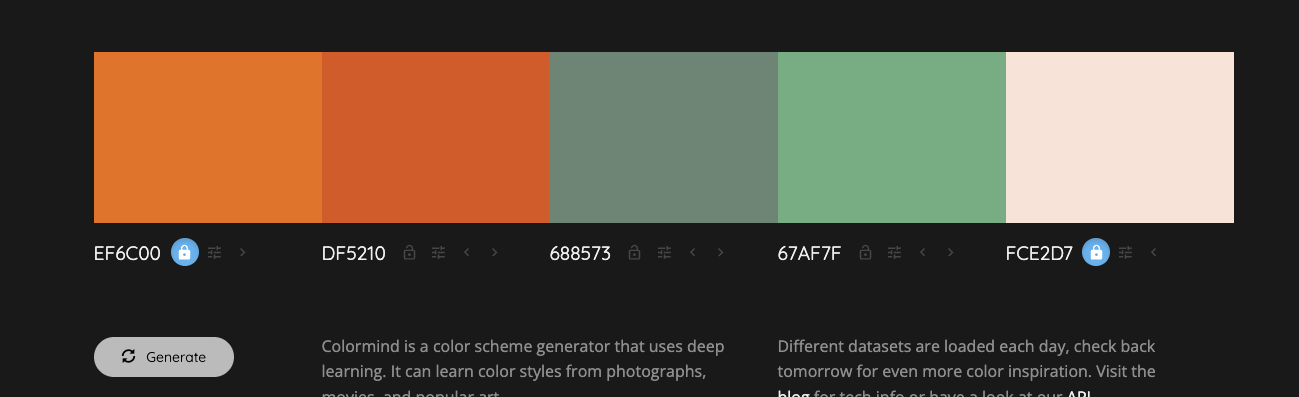 EF6C00
DF5210
688573
67AF7F
FCE2D7
Generate
Colormind is a color scheme generator that uses deep
learning. It can learn color styles from photographs,
movies, and popular art.
Different datasets are loaded each day, check back
tomorrow for even more color inspiration. Visit the
blog for tech info or have a look at our API.